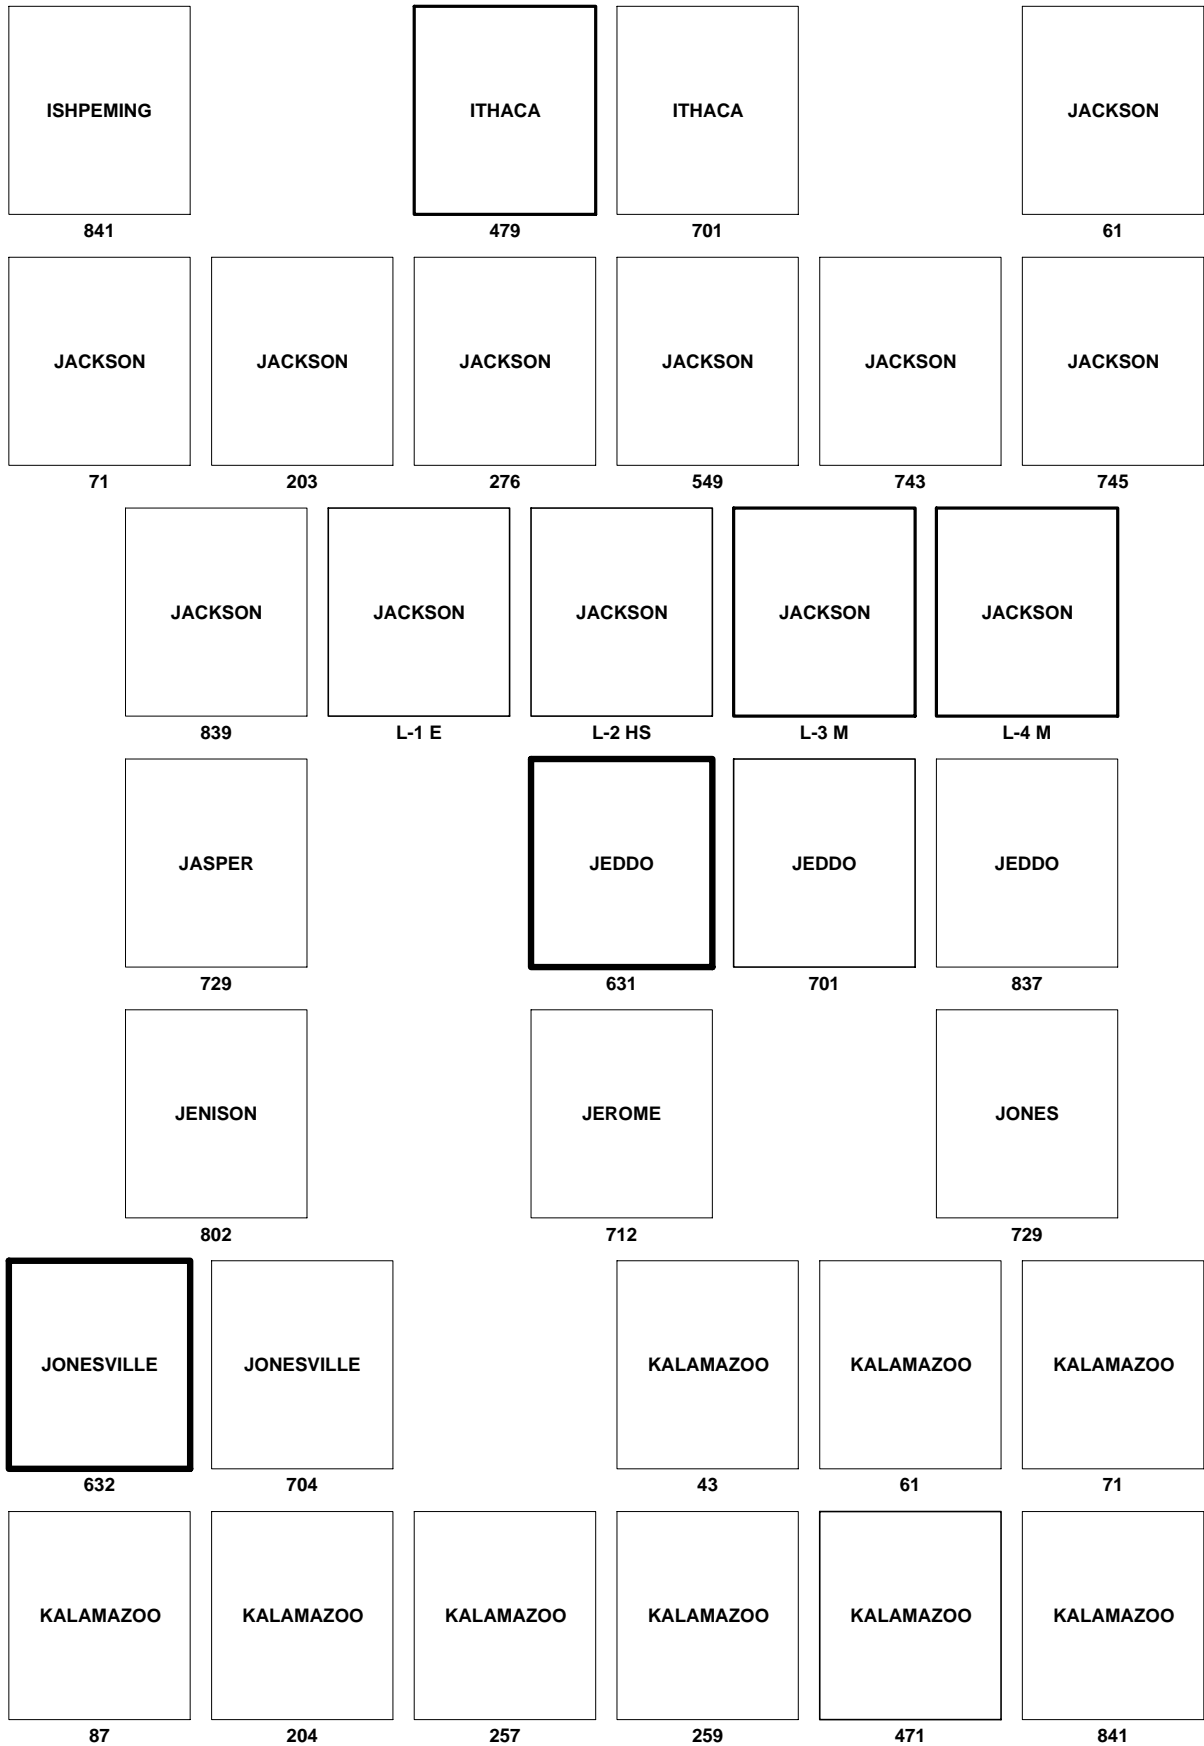 ISHPEMING ITHACA ITHACA JACKSON
841 479 701 61
JACKSON JACKSON JACKSON JACKSON JACKSON JACKSON
71 203 276 549 743 745
JACKSON JACKSON JACKSON JACKSON JACKSON
839 L-1 E L-2 HS L-3 M L-4 M
JASPER JEDDO JEDDO JEDDO
729 631 701 837
JENISON JEROME JONES
802 712 729
JONESVILLE JONESVILLE KALAMAZOO KALAMAZOO KALAMAZOO
632 704 43 61 71
KALAMAZOO KALAMAZOO KALAMAZOO KALAMAZOO KALAMAZOO KALAMAZOO
87 204 257 259 471 841